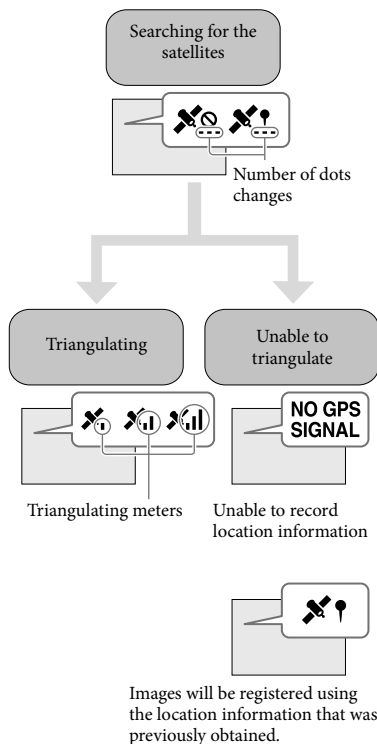 Searching for the
satellites
Number of dots
changes
Triangulating
Unable to
triangulate
NO GPS
SIGNAL
Triangulating meters
Unable to record
location information
Images will be registered using
the location information that was
previously obtained.